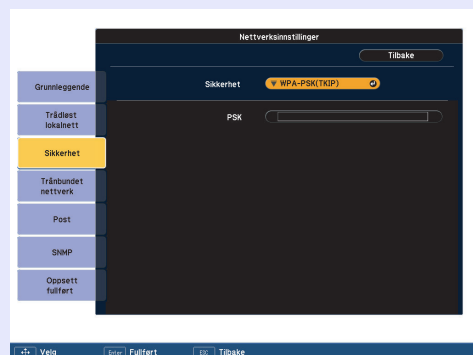 Nettverksinnstillinger
Tilbake
Grunnleggende
Sikkerhet
WPA-PSK(TKIP)
Trådløst
lokalnett
PSK
Sikkerhet
Trånbundet
nettverk
Post
SNMP
Oppsett
fullført
Velg
Enter Fullført
ESC Tilbake